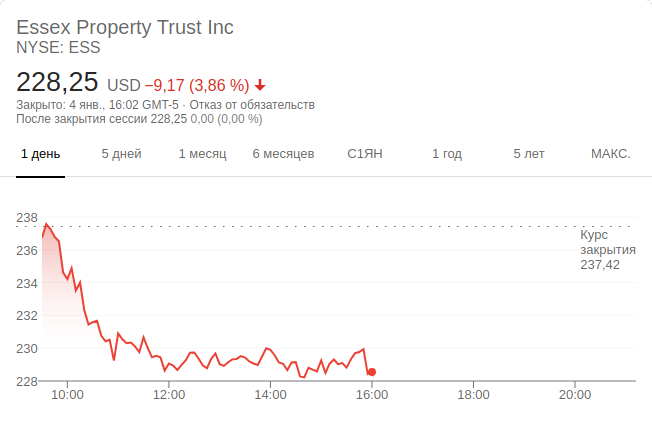 Essex Property Trust Inc
NYSE: ESS
228,25 USD −9,17 (3,86 %)
Закрыто: 4 янв., 16:02 GMT-5 · Отказ от обязательств
После закрытия сессии 228,25 0,00 (0,00 %)
1 день 5 дней 1 месяц 6 месяцев С1ЯН 1 год 5 лет МАКС.
238
Курс
закрытия
237,42
236
234
232
230
228
10:00 12:00 14:00 16:00 18:00 20:00